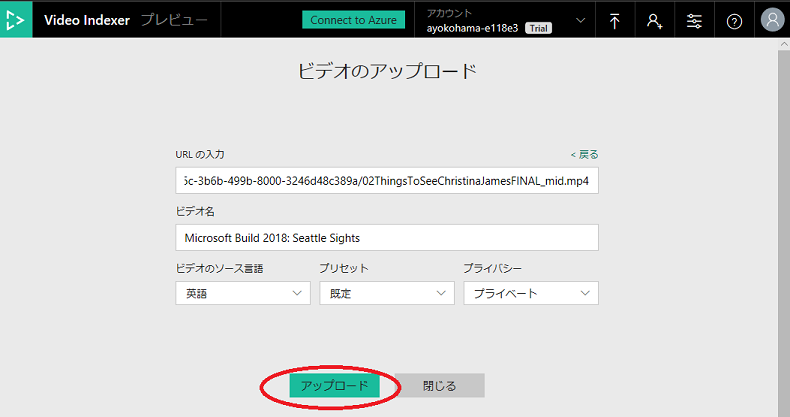 Video Indexer プレビュー
Connect to Azure
アカウント
ayokohama-e118e3 Trial
ビデオのアップロード
URL の入力
< 戻る
5c-3b6b-499b-8000-3246d48c389a/02ThingsToSeeChristinaJamesFINAL_mid.mp4
ビデオ名
Microsoft Build 2018: Seattle Sights
ビデオのソース言語 プリセット プライバシー
英語 既定 プライベート
アップロード 閉じる